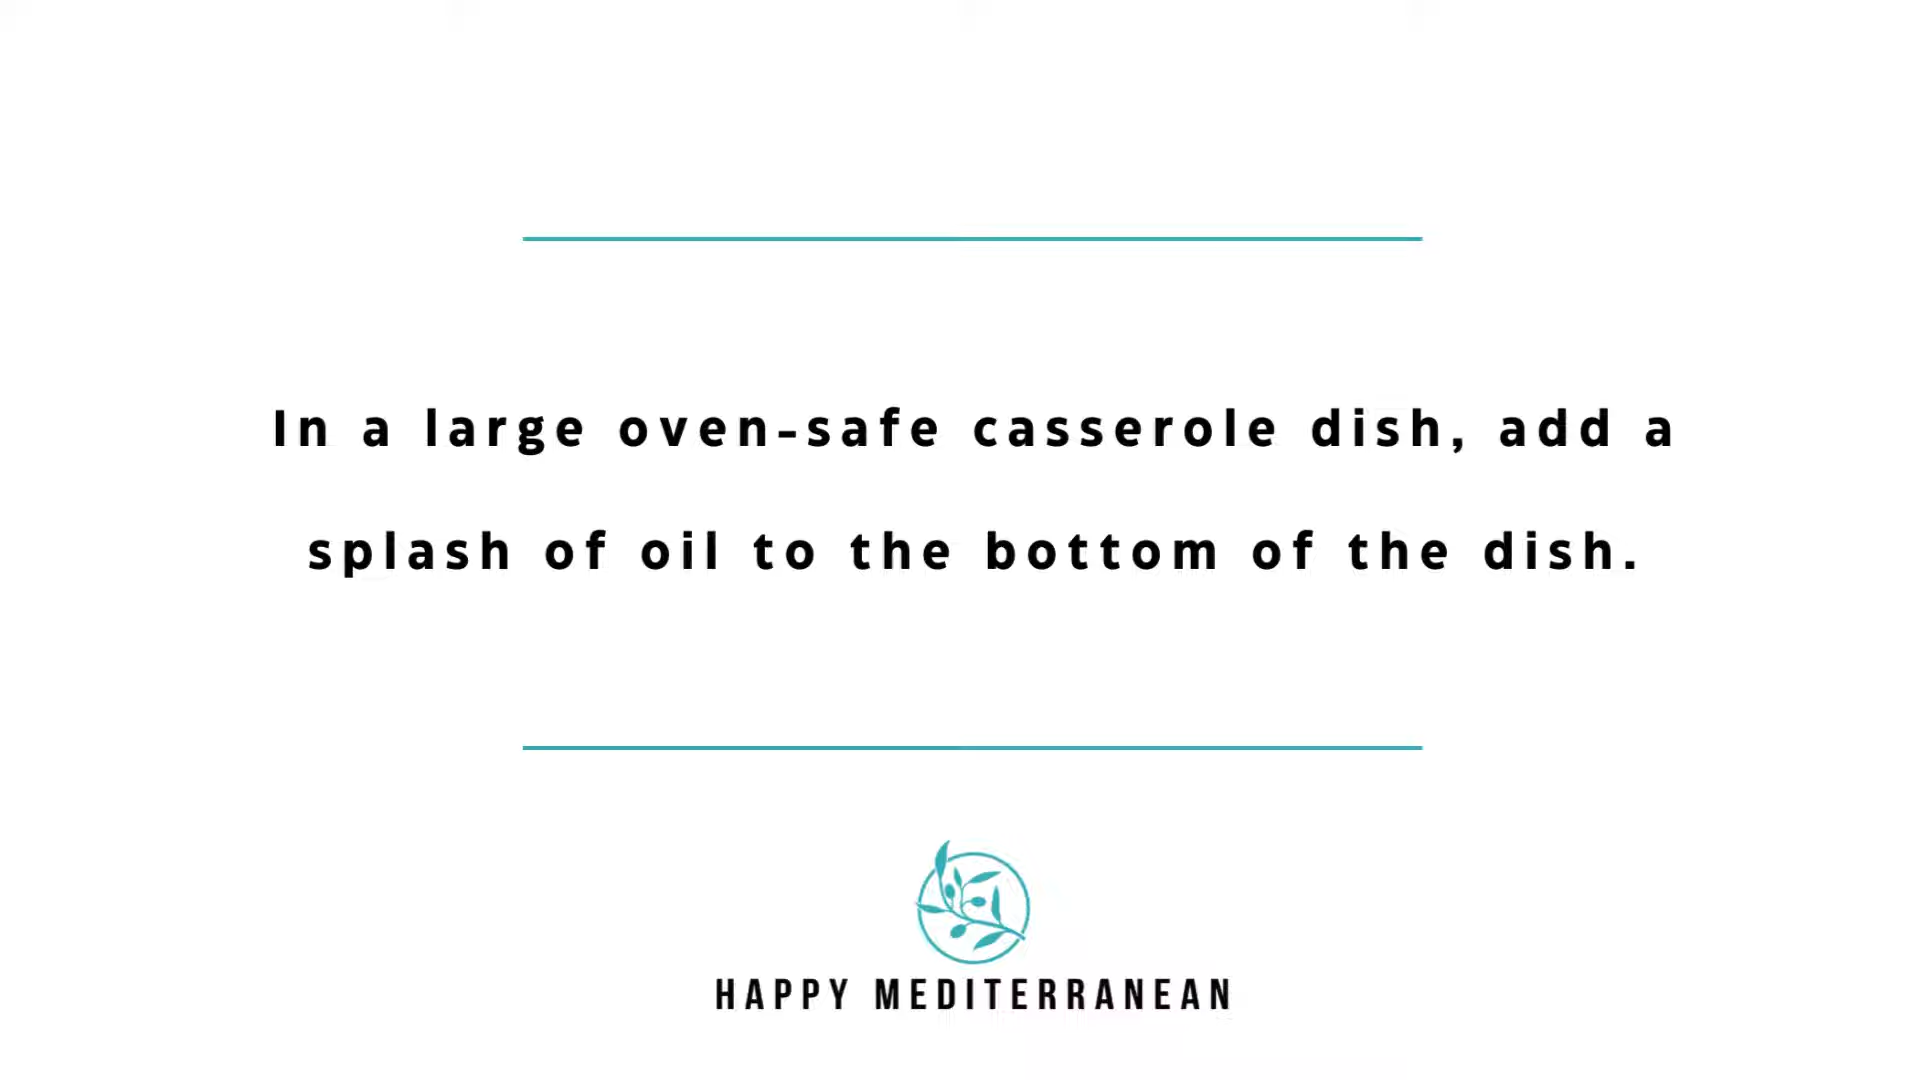 In a large oven-safe casserole dish, add a
splash of oil to the bottom of the dish.
HAPPY MEDITERRANEAN